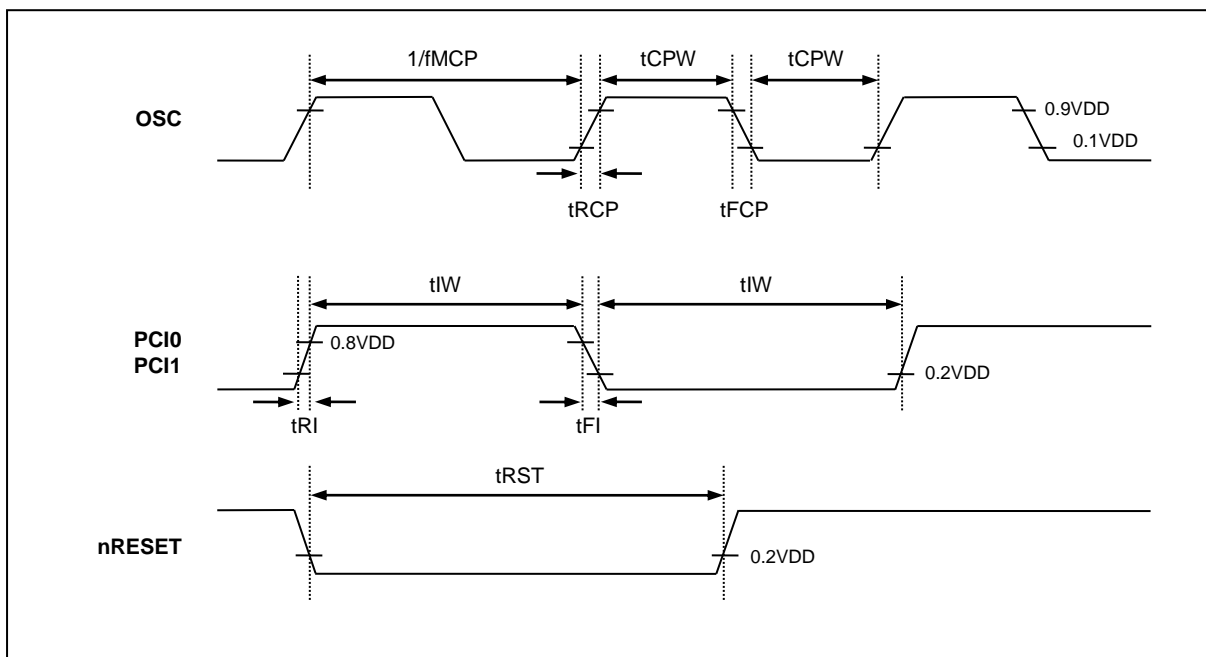 1/fMCP
tCPW
tCPW
OSC
0.9VDD
0.1VDD
tRCP
tFCP
tIW
tIW
PCI0
PCI1
0.8VDD
0.2VDD
tRI
tFI
tRST
nRESET
0.2VDD